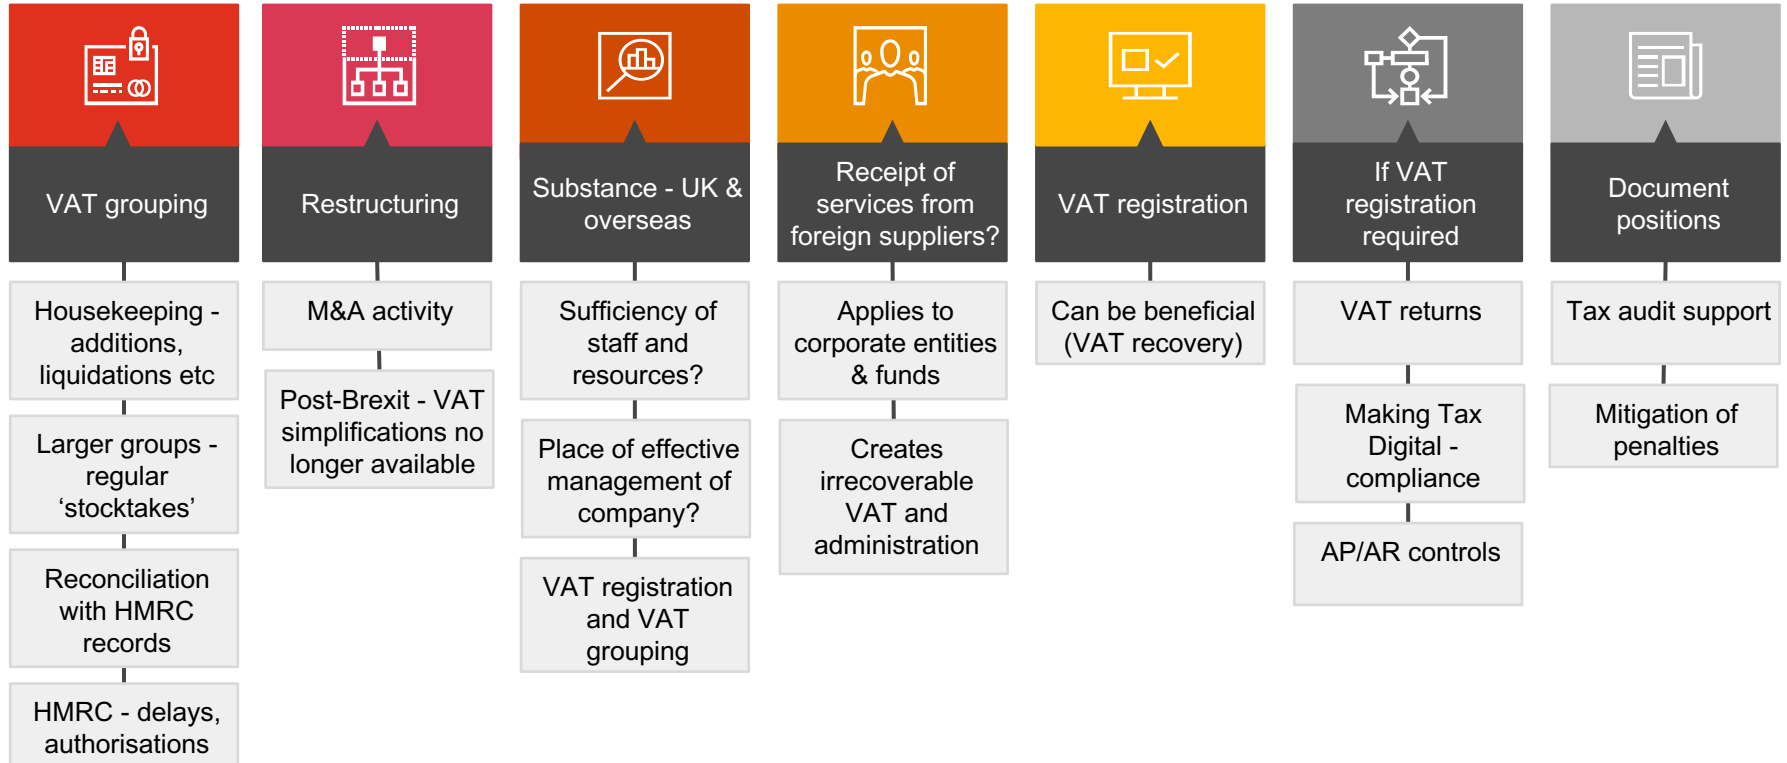 VAT grouping
Housekeeping -
additions,
liquidations etc
Larger groups -
regular
‘stocktakes’
Reconciliation
with HMRC
records
HMRC - delays,
authorisations
Restructuring
M&A activity
Post-Brexit - VAT
simplifications no
longer available
Substance - UK &
overseas
Sufficiency of
staff and
resources?
Place of effective
management of
company?
VAT registration
and VAT
grouping
Receipt of
services from
foreign suppliers?
Applies to
corporate entities
& funds
Creates
irrecoverable
VAT and
administration
VAT registration
Can be beneficial
(VAT recovery)
If VAT
registration
required
VAT returns
Making Tax
Digital -
compliance
AP/AR controls
Document
positions
Tax audit support
Mitigation of
penalties